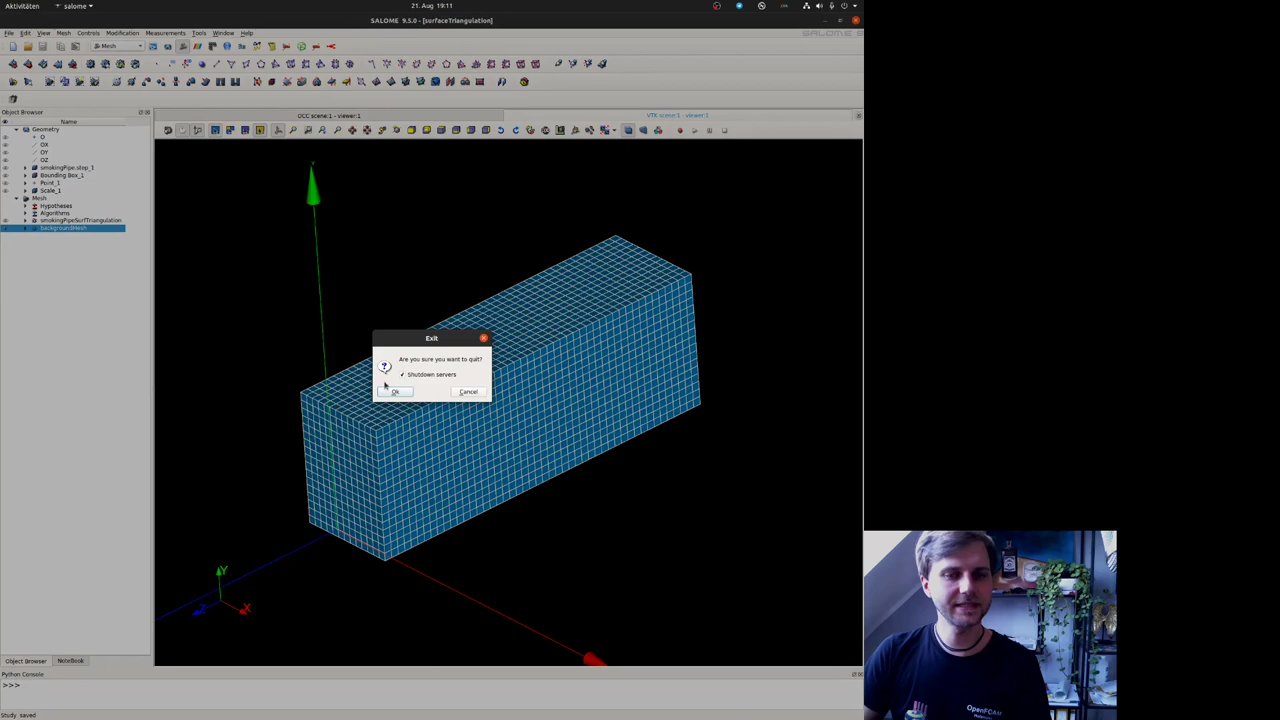 Aktivitäten
salome
21. Aug 19:11
SALOME 9.5.0 - [surfaceTriangulation]
File Edit View Mesh Controls Modification Measurements Tools Window Help
Mesh
Object Browser
OCC scene:1 - viewer:1
VTK scene:1 - viewer:1
Name
Geometry
O
OX
OY
OZ
smokingPipe.step_1
Bounding Box_1
Point_1
Scale_1
Mesh
Hypotheses
Algorithms
smokingPipeSurfTriangulation
backgroundMesh
Exit
Are you sure you want to quit?
Shutdown servers
Ok
Cancel
Y
Z
X
Object Browser
NoteBook
Python Console
>>>
Study saved
OpenFOAM